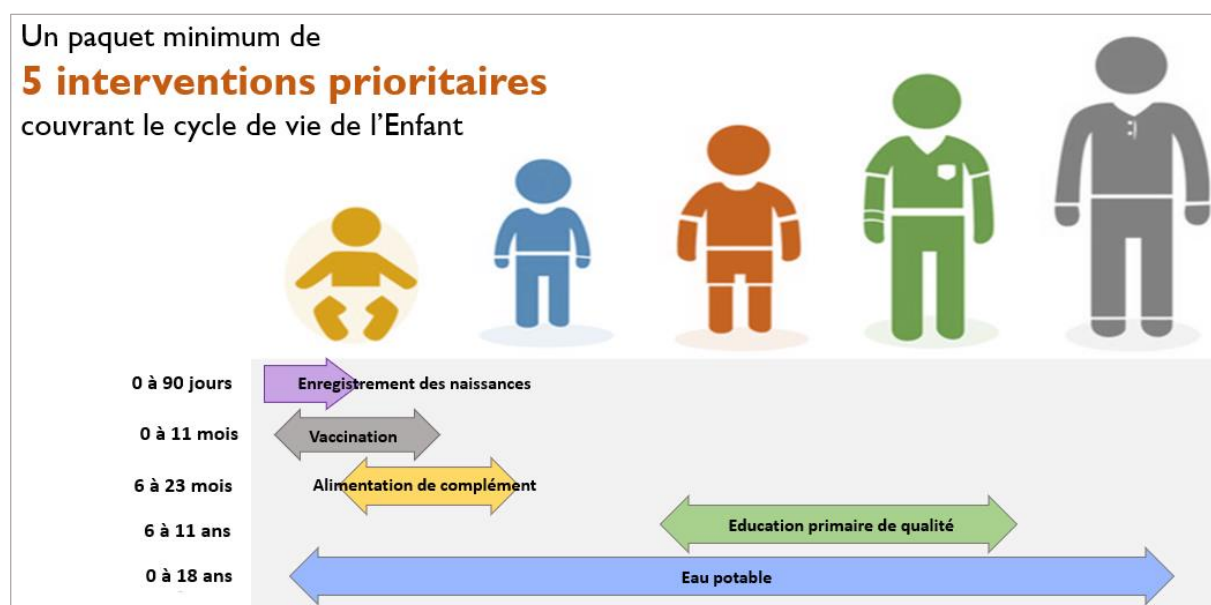 Un paquet minimum de
5 interventions prioritaires
couvrant le cycle de vie de l’Enfant
0 à 90 jours
Enregistrement des naissances
0 à 11 mois
Vaccination
6 à 23 mois
Alimentation de complément
6 à 11 ans
Education primaire de qualité
0 à 18 ans
Eau potable